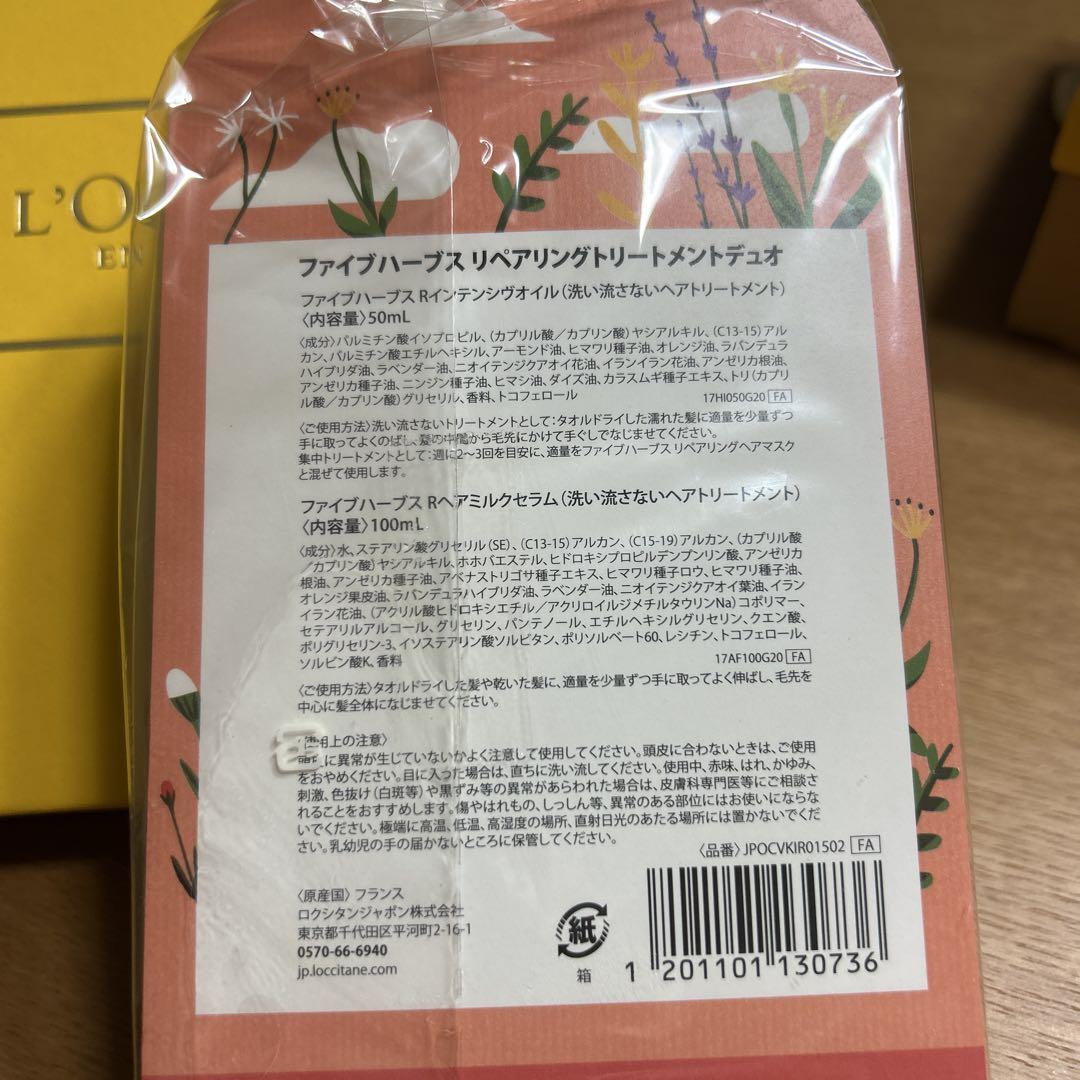 L'O
EN
ファイブハーブス リペアリングトリートメントデュオ
ファイブハーブス Rインテンシヴオイル(洗い流さないヘアトリートメント)
〈内容量〉50mL
〈成分〉パルミチン酸イソプロピル、(カプリル酸/カプリン酸)ヤシアルキル、(C13-15)アル
カン、パルミチン酸エチルヘキシル、アーモンド油、ヒマワリ種子油、オレンジ油、ラバンデュラ
ハイブリダ油、ラベンダー油、ニオイテンジクアオイ花油、イランイラン花油、アンゼリカ根油、
アンゼリカ種子油、ニンジン種子油、ヒマシ油、ダイズ油、カラスムギ種子エキス、トリ(カプリ
ル酸/カプリン酸)グリセリル、香料、トコフェロール
17HI050G20 FA
〈ご使用方法〉洗い流さないトリートメントとして:タオルドライした濡れた髪に適量を少量ずつ
手に取ってよくのばし、髪の中間から毛先にかけて手ぐしでなじませてください。
集中トリートメントとして:週に2〜3回を目安に、適量をファイブハーブス リペアリングヘアマスク
と混ぜて使用します。
ファイブハーブス Rヘアミルクセラム(洗い流さないヘアトリートメント)
〈内容量〉100mL
〈成分〉水、ステアリン酸グリセリル(SE)、(C13-15)アルカン、(C15-19)アルカン、(カプリル酸
/カプリン酸)ヤシアルキル、ホホバエステル、ヒドロキシプロピルデンプンリン酸、アンゼリカ
根油、アンゼリカ種子油、アベナストリゴサ種子エキス、ヒマワリ種子ロウ、ヒマワリ種子油、
オレンジ果皮油、ラバンデュラハイブリダ油、ラベンダー油、ニオイテンジクアオイ葉油、イラン
イラン花油、(アクリル酸ヒドロキシエチル/アクリロイルジメチルタウリンNa)コポリマー、
セテアリルアルコール、グリセリン、パンテノール、エチルヘキシルグリセリン、クエン酸、
ポリグリセリン-3、イソステアリン酸ソルビタン、ポリソルベート60、レシチン、トコフェロール、
ソルビン酸K、香料
17AF100G20 FA
〈ご使用方法〉タオルドライした髪や乾いた髪に、適量を少量ずつ手に取ってよく伸ばし、毛先を
中心に髪全体になじませてください。
使用上の注意〉
に異常が生じていないかよく注意して使用してください。頭皮に合わないときは、ご使用
をおやめください。目に入った場合は、直ちに洗い流してください。使用中、赤味、はれ、かゆみ、
刺激、色抜け(白斑等)や黒ずみ等の異常があらわれた場合は、皮膚科専門医等にご相談さ
れることをおすすめします。傷やはれもの、しっしん等、異常のある部位にはお使いにならな
いでください。極端に高温、低温、高湿度の場所、直射日光のあたる場所には置かないでくだ
さい。乳幼児の手の届かないところに保管してください。
〈品番〉JPOCVKIR01502 FA
〈原産国〉フランス
ロクシタンジャポン株式会社
東京都千代田区平河町2-16-1
0570-66-6940
jp.loccitane.com
紙
箱
1 201101 130736